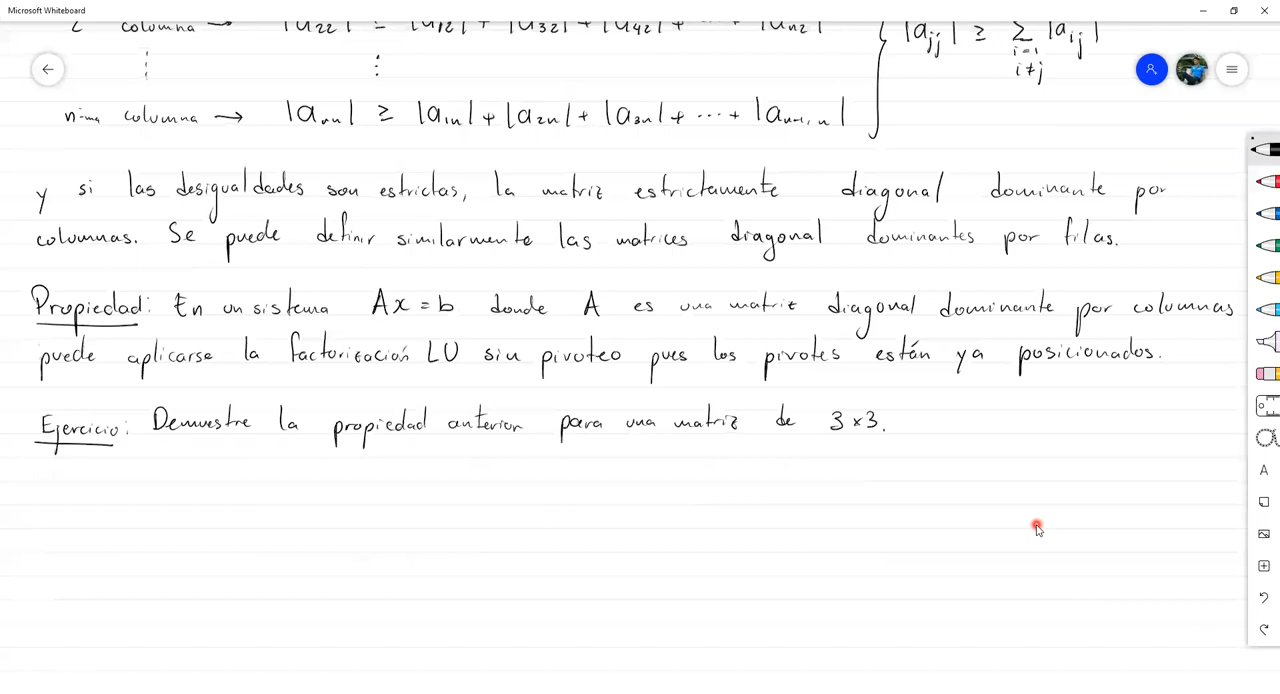 Microsoft Whiteboard
2 columna → |a22| ≥ |a12| + |a32| + |a42| + ... + |an2|
|ajj| ≥ ∑ i=1 i≠j |aij|
⋮ ⋮
n-ma columna → |ann| ≥ |a1n| + |a2n| + |a3n| + ... + |an-1,n|
y si las desigualdades son estrictas, la matriz estrictamente diagonal dominante por
columnas. Se puede definir similarmente las matrices diagonal dominantes por filas.
Propiedad: En un sistema Ax = b donde A es una matriz diagonal dominante por columnas
puede aplicarse la factorización LU sin pivoteo pues los pivotes están ya posicionados.
Ejercicio: Demuestre la propiedad anterior para una matriz de 3 × 3.
A